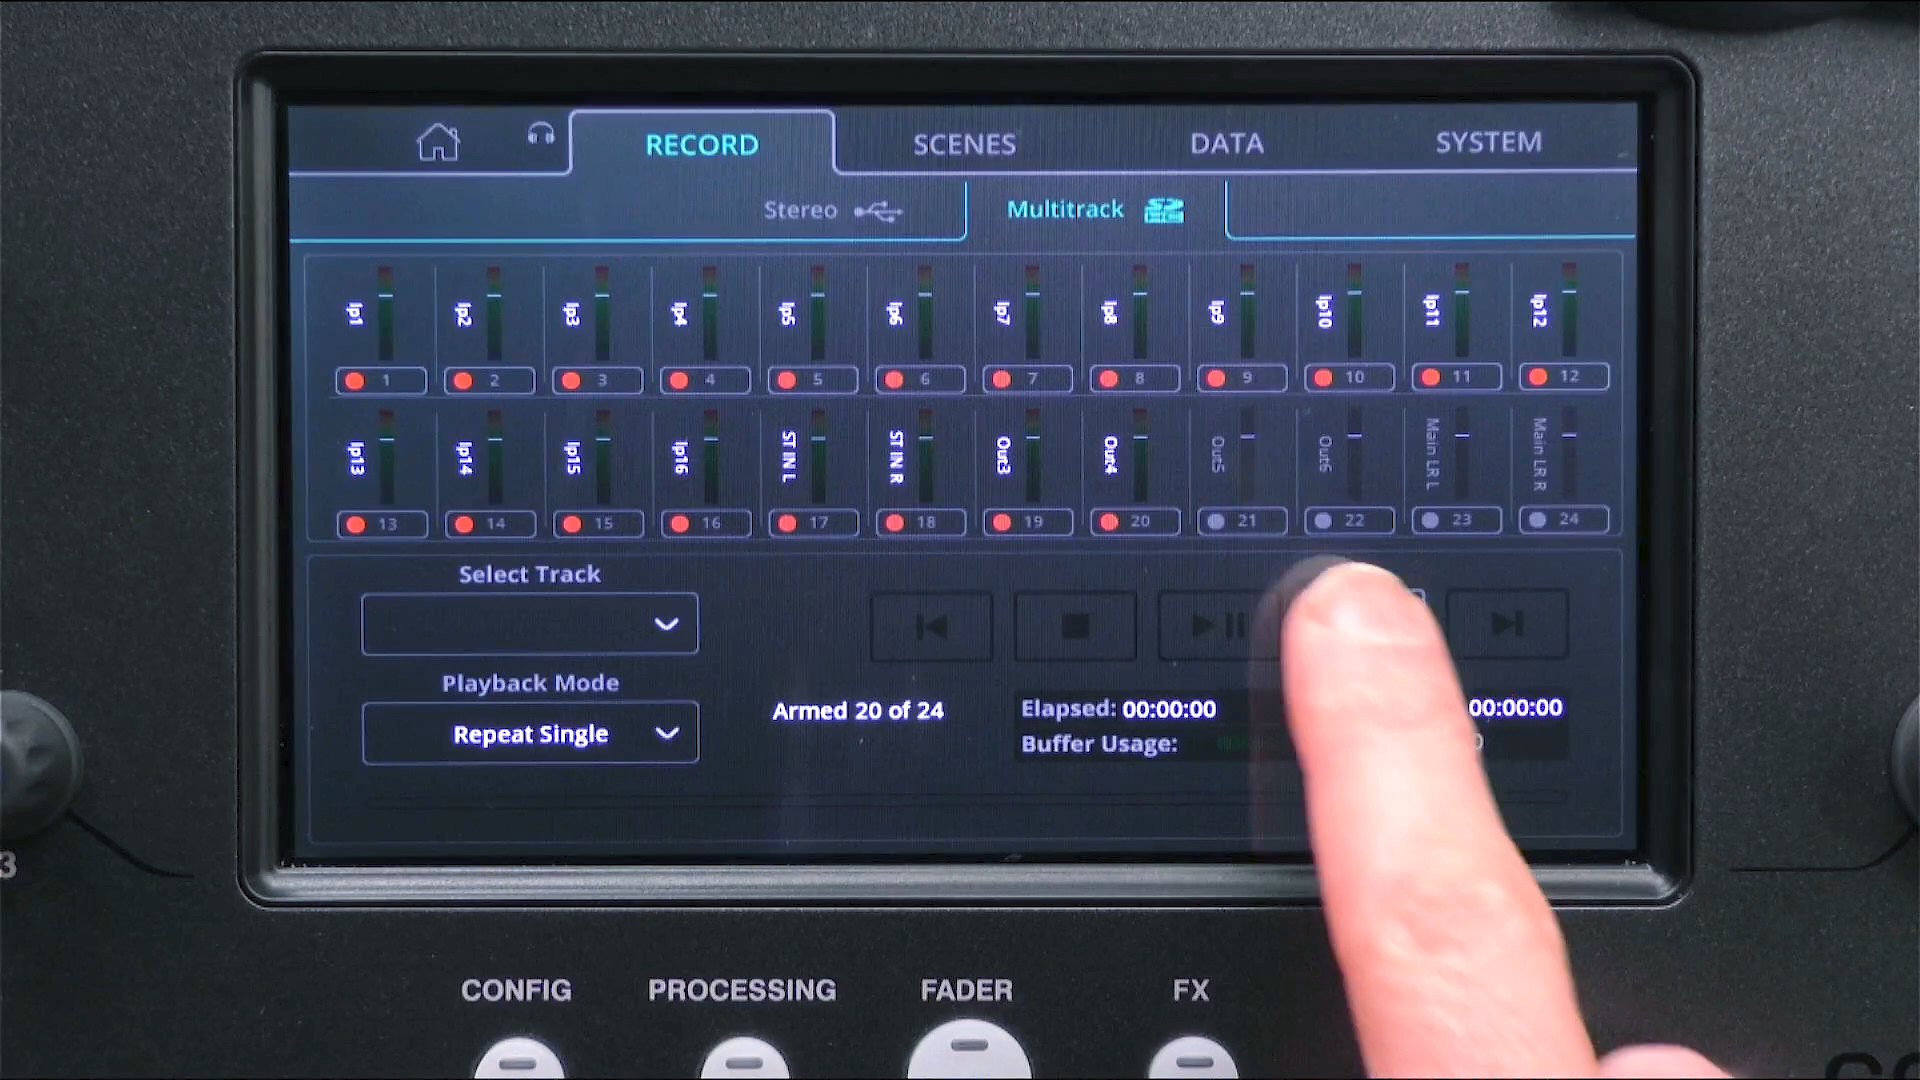 RECORD SCENES DATA SYSTEM
Stereo Multitrack
Ip1 Ip2 Ip3 Ip4 Ip5 Ip6 Ip7 Ip8 Ip9 Ip10 Ip11 Ip12
1 2 3 4 5 6 7 8 9 10 11 12
Ip13 Ip14 Ip15 Ip16 ST IN L ST IN R Out3 Out4 Out5 Out6 Main LR L Main LR R
13 14 15 16 17 18 19 20 21 22 23 24
Select Track
Playback Mode
Repeat Single
Armed 20 of 24
Elapsed: 00:00:00 00:00:00
Buffer Usage:
3
CONFIG PROCESSING FADER FX